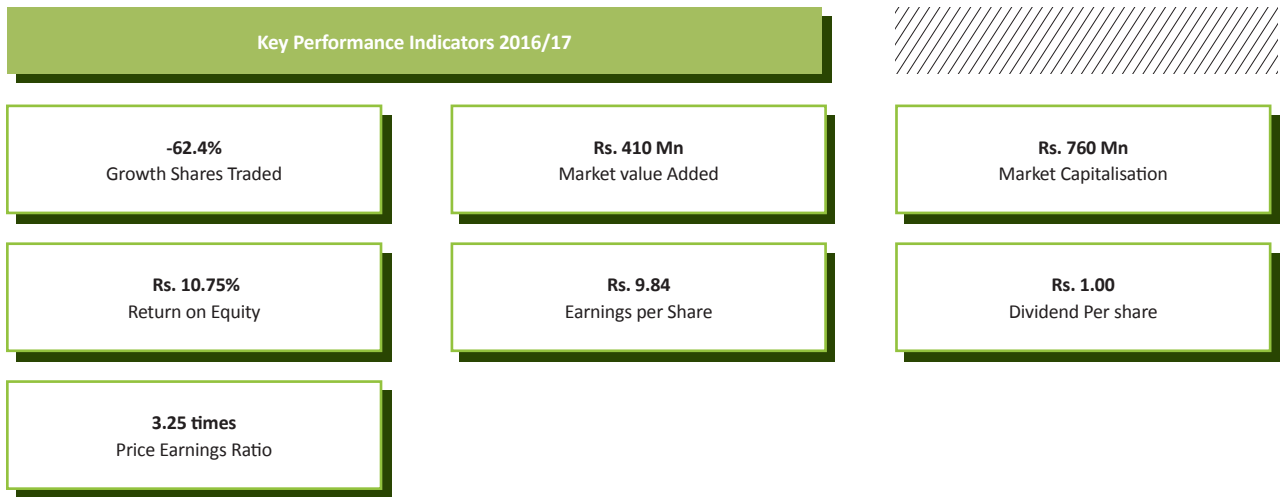 Key Performance Indicators 2016/17
-62.4%
Growth Shares Traded
Rs. 410 Mn
Market value Added
Rs. 760 Mn
Market Capitalisation
Rs. 10.75%
Return on Equity
Rs. 9.84
Earnings per Share
Rs. 1.00
Dividend Per share
3.25 times
Price Earnings Ratio